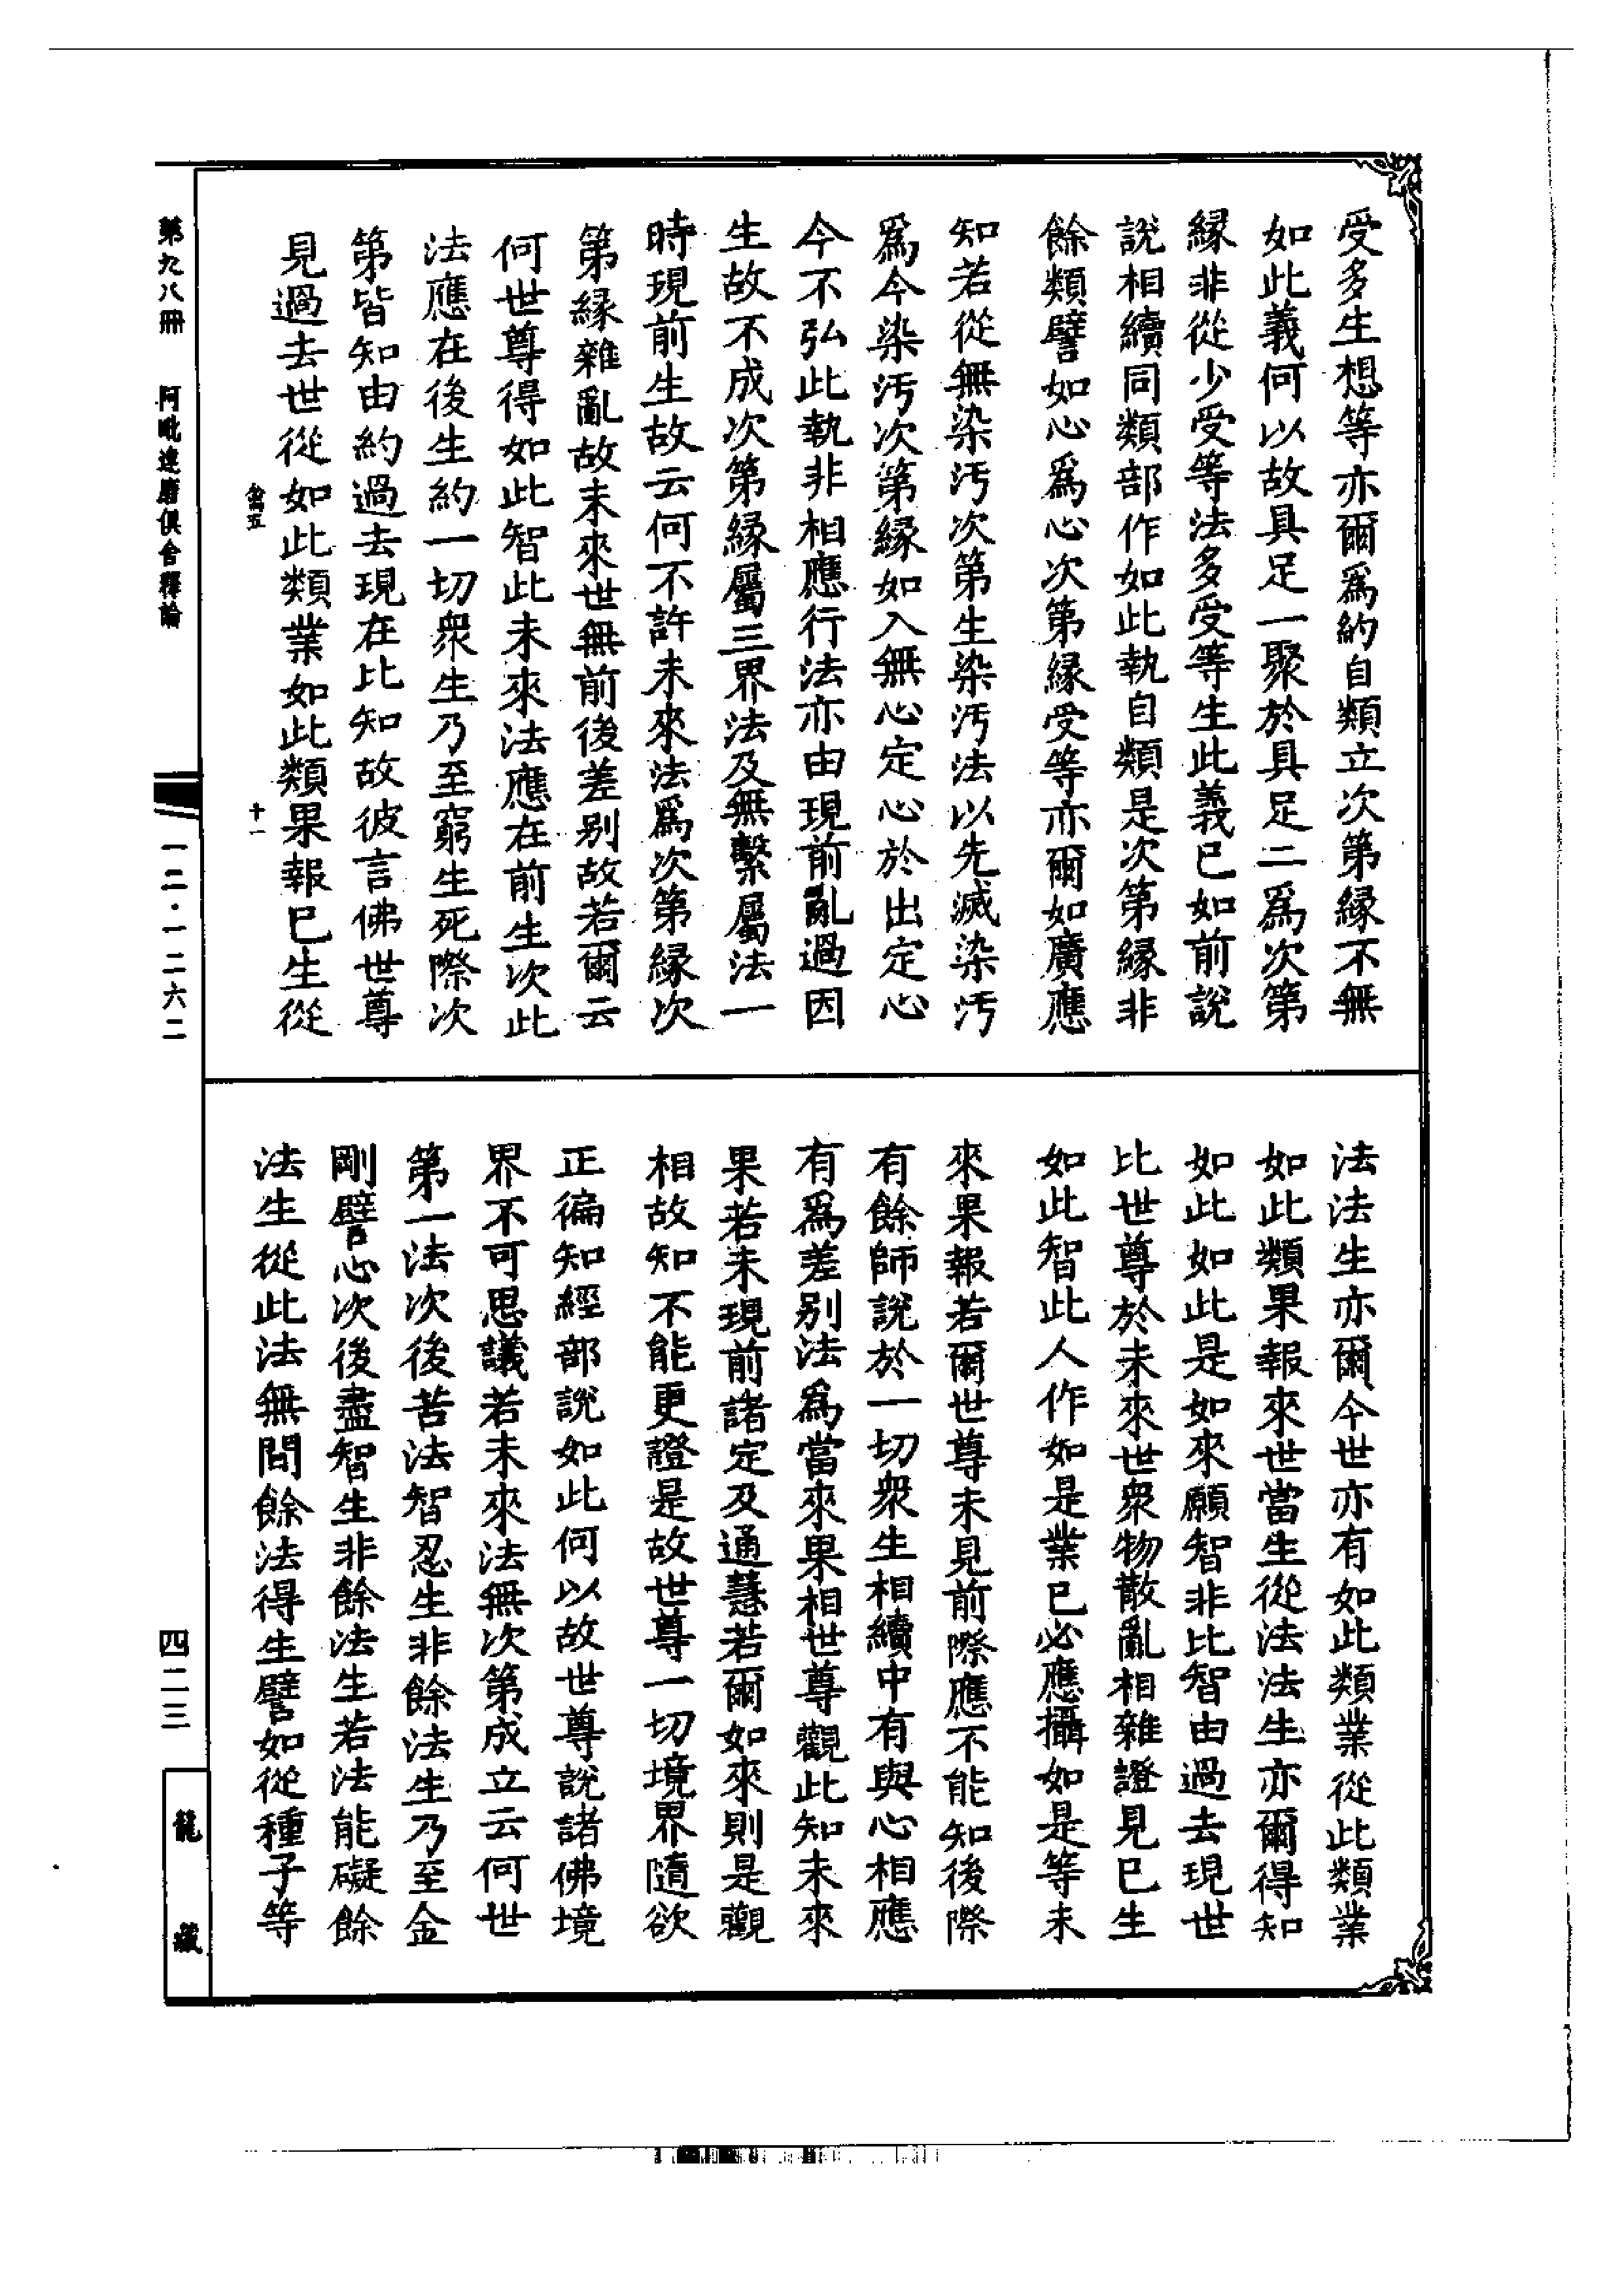 受多生想等亦爾爲約自類立次第縁不無
如此義何以故具足一聚於具足二爲次第
縁非從少受等法多受等生此義已如前說
說相續同類部作如此執自類是次第縁非
餘類譬如心爲心次第縁受等亦爾如廣應
知若從無染汚次第生染汚法以先滅染汚
爲今染汚次第縁如入無心定心於出定心
今不弘此執非相應行法亦由現前亂過因
生故不成次第縁屬三界法及無繫屬法一
時現前生故云何不許未來法爲次第縁次
第縁雜亂故未來世無前後差别故若爾云
何世尊得如此智此未來法應在前生次此
法應在後生約一切衆生乃至窮生死際次
第皆知由約過去現在比知故彼言佛世尊
見過去世從如此類業如此類果報已生從
法法生亦爾今世亦有如此類業從此類業
如此類果報來世當生從法法生亦爾得知
如此如此是如來願智非比智由過去現世
比世尊於未來世衆物散亂相雜證見已生
如此智此人作如是業已必應攝如是等未
來果報若爾世尊未見前際應不能知後際
有餘師說於一切衆生相續中有與心相應
有爲差别法爲當來果相世尊觀此知未來
果若未現前諸定及通慧若爾如來則是觀
相故知不能更證是故世尊一切境界隨欲
正徧知經部說如此何以故世尊說諸佛境
界不可思議若未來法無次第成立云何世
第一法次後苦法智忍生非餘法生乃至金
剛譬心次後盡智生非餘法生若法能礙餘
法生從此法無間餘法得生譬如從種子等
第九八冊 阿毗達磨俱舍釋論
十一
一二·一二六二
四二三
龍藏